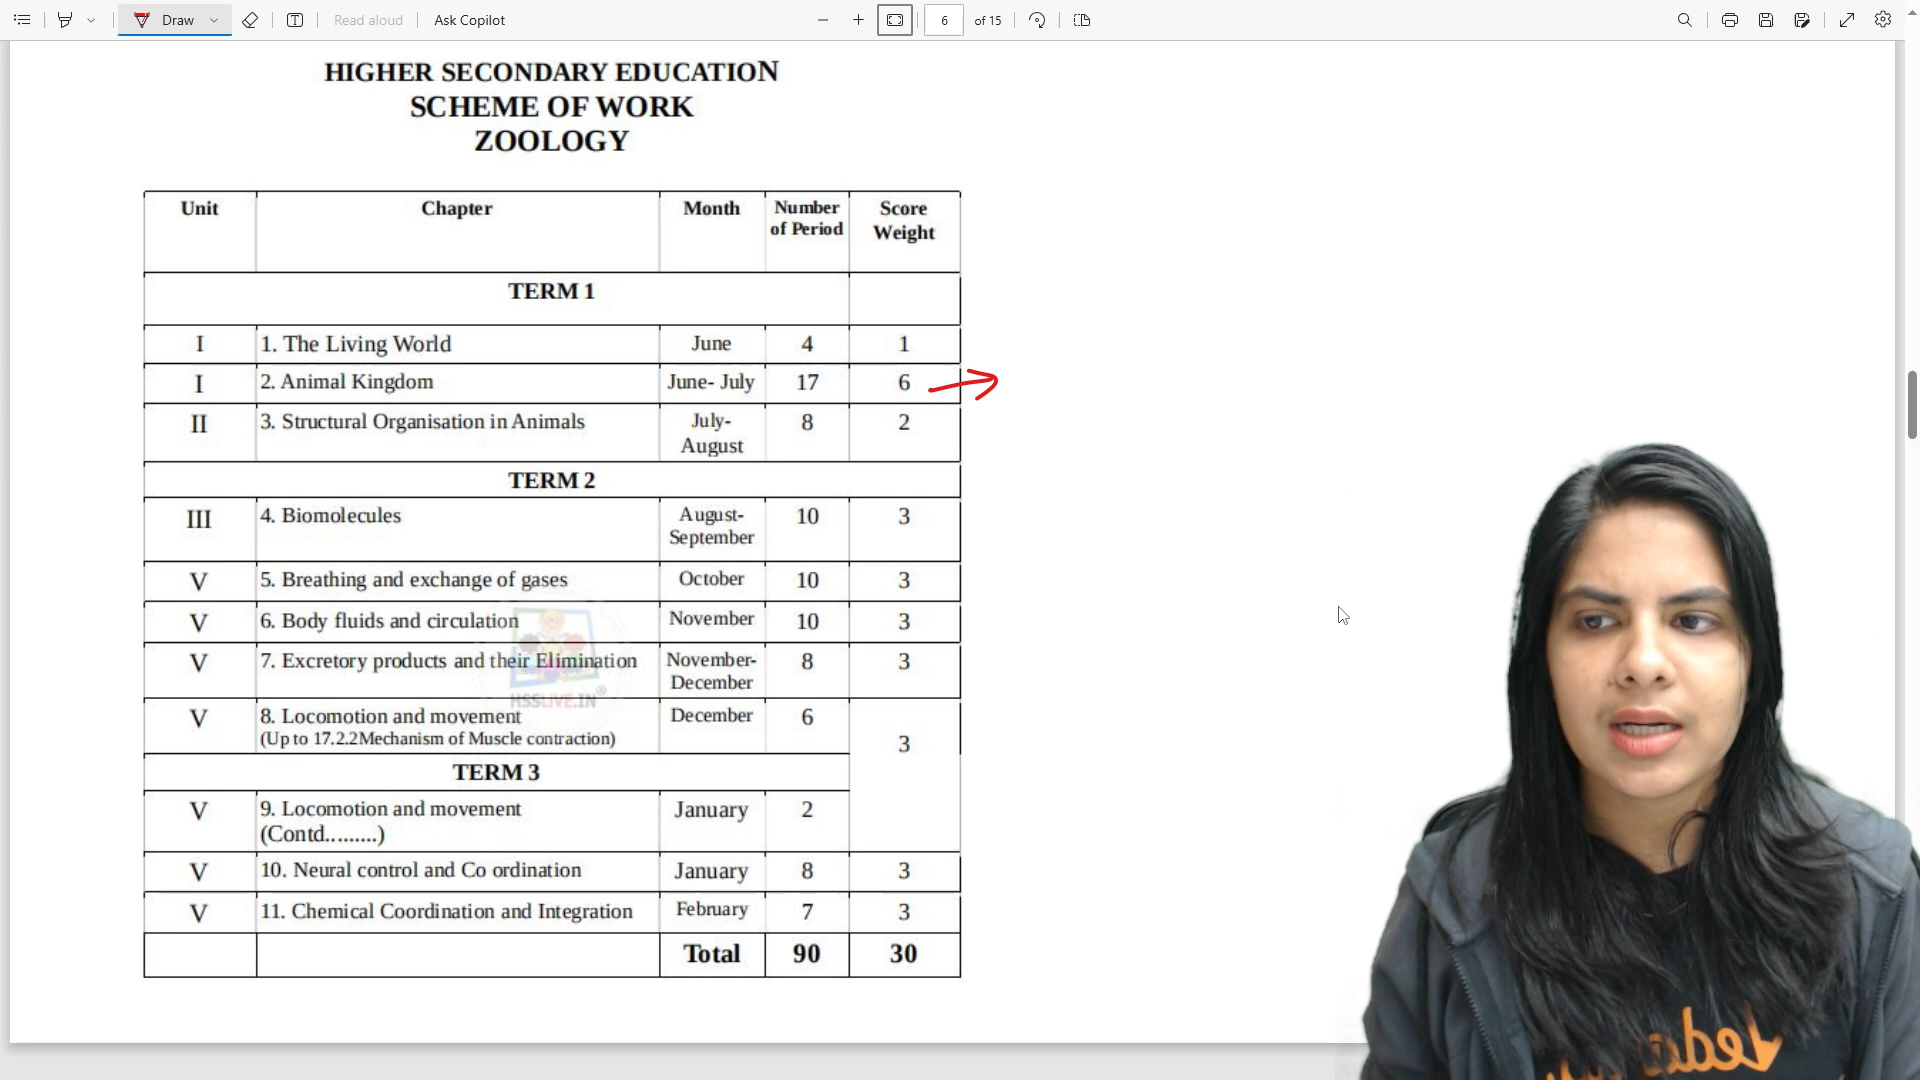 Draw
Read aloud
Ask Copilot
6 of 15
HIGHER SECONDARY EDUCATION
SCHEME OF WORK
ZOOLOGY
Unit Chapter Month Number of Period Score Weight
TERM 1
I 1. The Living World June 4 1
I 2. Animal Kingdom June- July 17 6
II 3. Structural Organisation in Animals July- August 8 2
TERM 2
III 4. Biomolecules August- September 10 3
V 5. Breathing and exchange of gases October 10 3
V 6. Body fluids and circulation November 10 3
V 7. Excretory products and their Elimination November- December 8 3
V 8. Locomotion and movement December 6 3
(Up to 17.2.2Mechanism of Muscle contraction)
TERM 3
V 9. Locomotion and movement January 2
(Contd.........)
V 10. Neural control and Co ordination January 8 3
V 11. Chemical Coordination and Integration February 7 3
Total 90 30
HSSLIVE.IN®